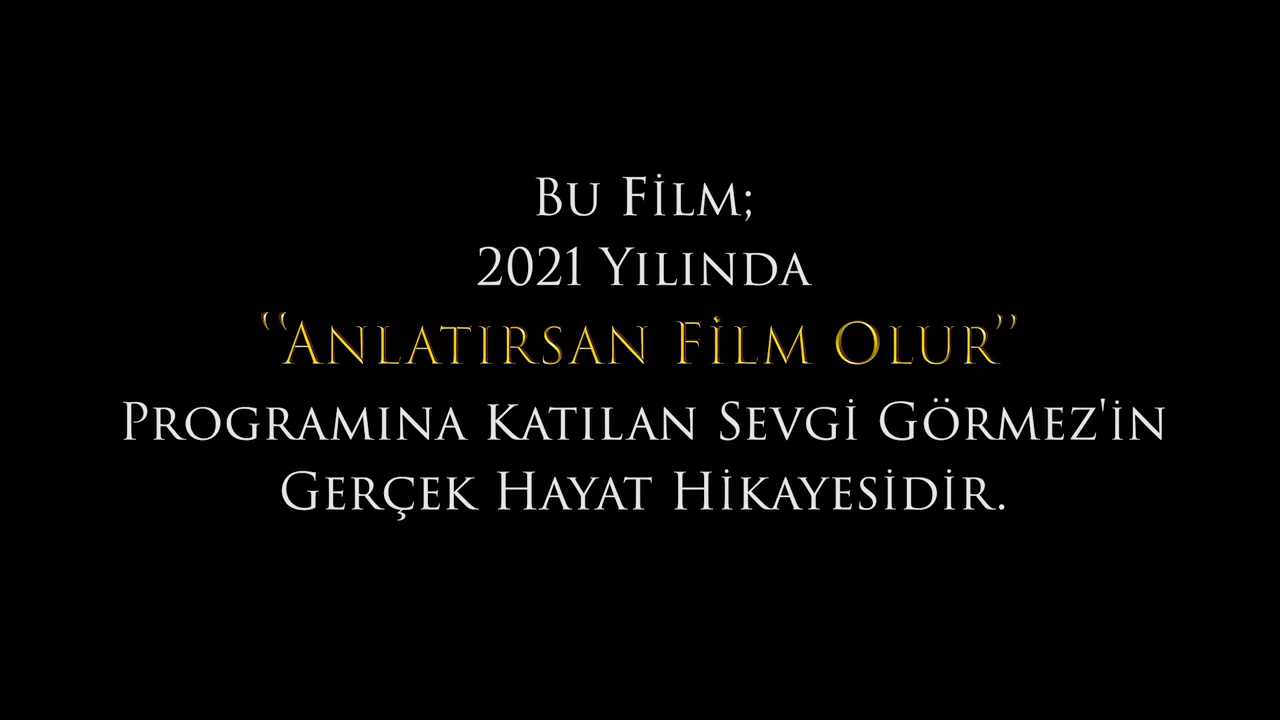 Bu Film;
2021 Yılında
"Anlatırsan Film Olur"
Programına Katılan Sevgi Görmez'in
Gerçek Hayat Hikayesidir.